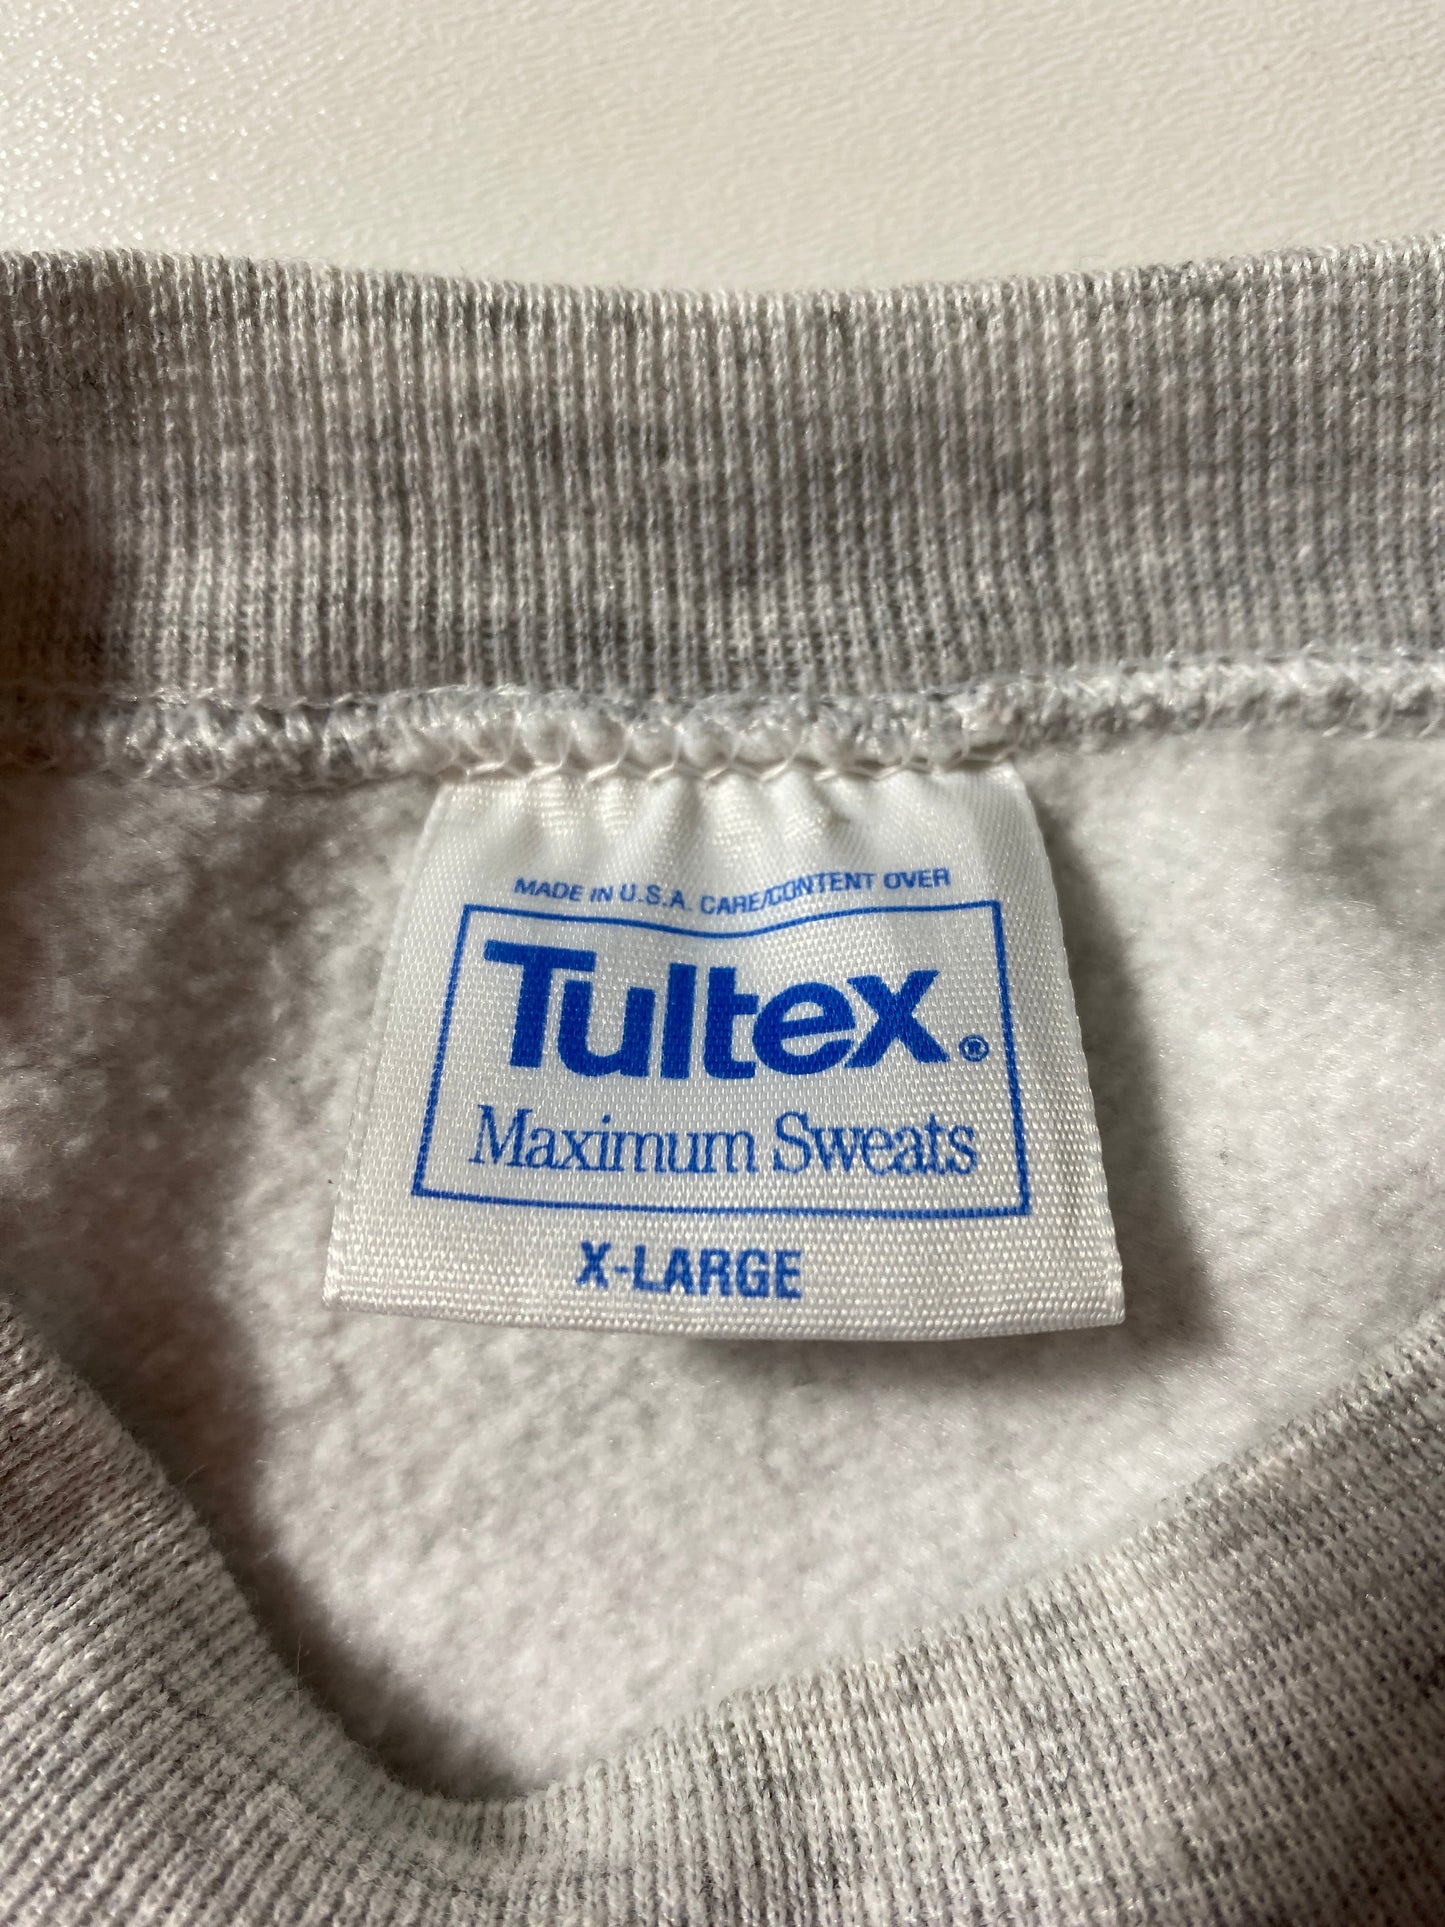 MADE IN U.S.A. CARE/CONTENT OVER
Tultex®
Maximum Sweats
X-LARGE